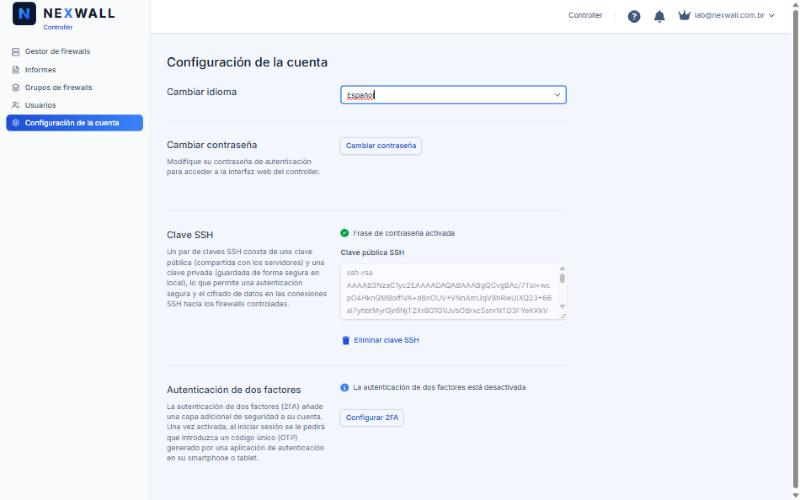 NEXWALL
Controller
Controller
lab@nexwall.com.br
Gestor de firewalls
Informes
Grupos de firewalls
Usuarios
Configuración de la cuenta
Configuración de la cuenta
Cambiar idioma
Español
Cambiar contraseña
Modifique su contraseña de autenticación
para acceder a la interfaz web del controller.
Cambiar contraseña
Clave SSH
Un par de claves SSH consta de una clave
pública (compartida con los servidores) y una
clave privada (guardada de forma segura en
local), lo que permite una autenticación
segura y el cifrado de datos en las conexiones
SSH hacia los firewalls controladas.
Frase de contraseña activada
Clave pública SSH
ssh-rsa
Eliminar clave SSH
Autenticación de dos factores
La autenticación de dos factores (2FA) añade
una capa adicional de seguridad a su cuenta.
Una vez activada, al iniciar sesión se le pedirá
que introduzca un código único (OTP)
generado por una aplicación de autenticación
en su smartphone o tablet.
La autenticación de dos factores está desactivada
Configurar 2FA